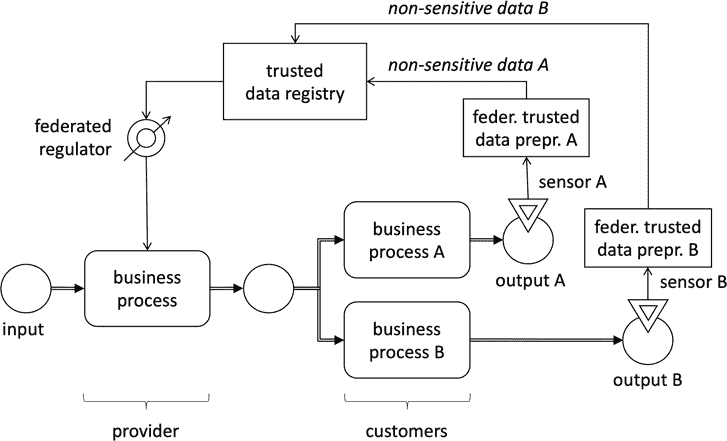 non-sensitive data B
non-sensitive data A
trusted
data registry
federated
regulator
feder. trusted
data prepr. A
sensor A
business
process A
feder. trusted
data prepr. B
output A
business
process
sensor B
input
business
process B
output B
provider
customers